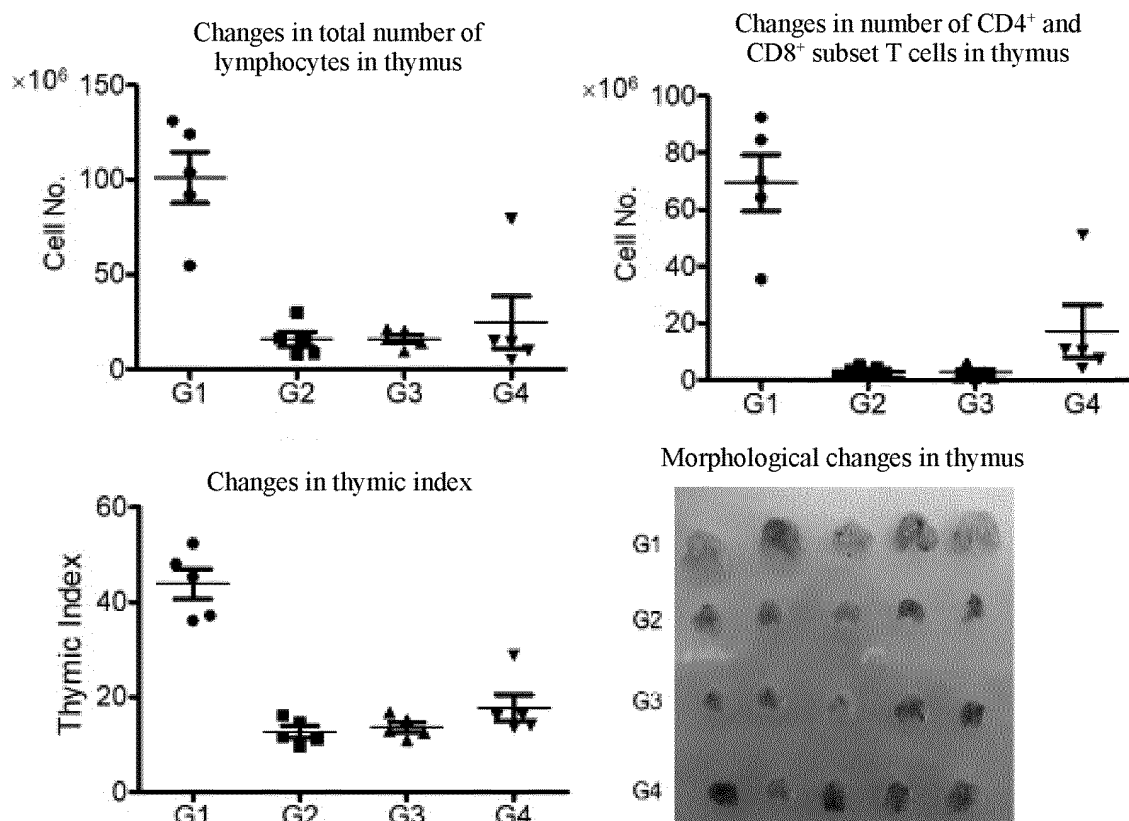 Changes in total number of
lymphocytes in thymus
×10⁶
150
100
50
0
Cell No.
G1 G2 G3 G4
Changes in number of CD4⁺ and
CD8⁺ subset T cells in thymus
×10⁶
100
80
60
40
20
0
Cell No.
G1 G2 G3 G4
Changes in thymic index
60
40
20
0
Thymic Index
G1 G2 G3 G4
Morphological changes in thymus
G1
G2
G3
G4